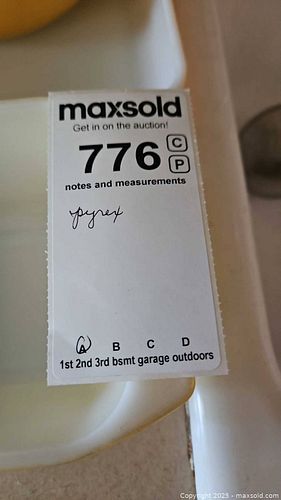 maxsold
Get in on the auction!
776 C
P
notes and measurements
pyrex
A B C D
1st 2nd 3rd bsmt garage outdoors
Copyright 2023 - maxsold.com